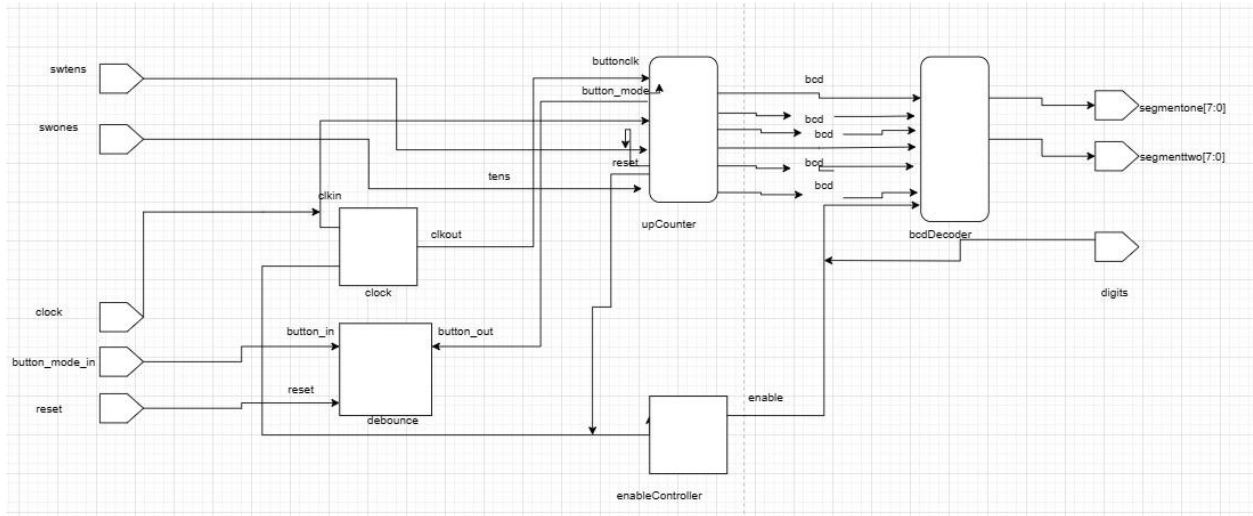 swtens
swones
clock
button_mode_in
reset
clkin
clkout
clock
button_in
button_out
reset
debounce
buttonclk
button_mode
reset
tens
upCounter
enable
enableController
bcd
bcd
bcd
bcd
bcd
bcdDecoder
segmentone[7:0]
segmenttwo[7:0]
digits